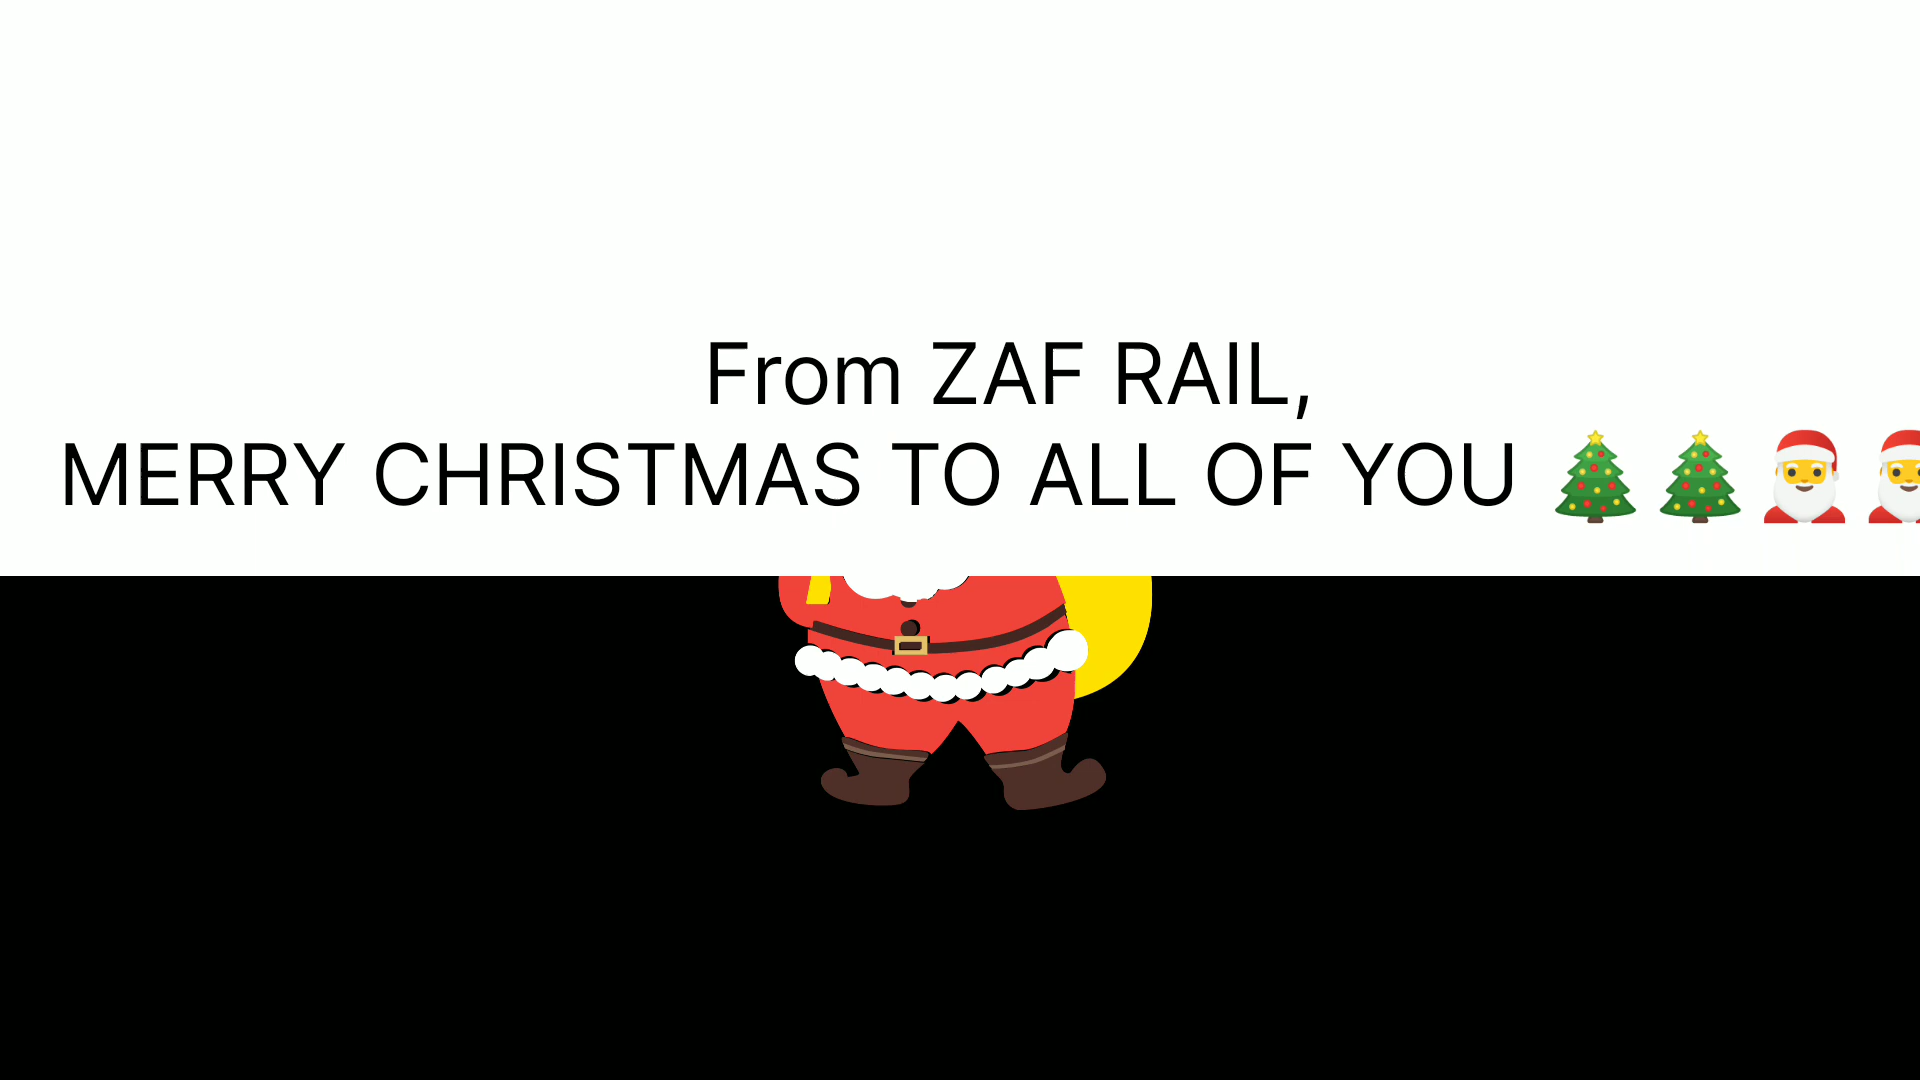 From ZAF RAIL,
MERRY CHRISTMAS TO ALL OF YOU 🎄🎄🎅🎅